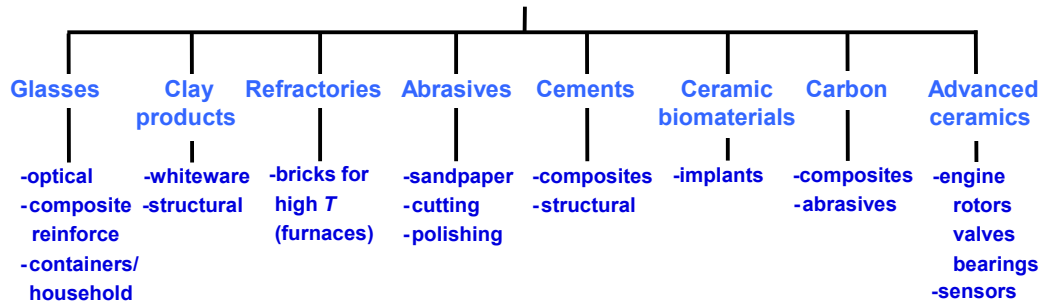 Glasses
-optical
-composite
reinforce
-containers/
household
Clay
products
-whiteware
-structural
Refractories
-bricks for
high T
(furnaces)
Abrasives
-sandpaper
-cutting
-polishing
Cements
-composites
-structural
Ceramic
biomaterials
-implants
Carbon
-composites
-abrasives
Advanced
ceramics
-engine
rotors
valves
bearings
-sensors